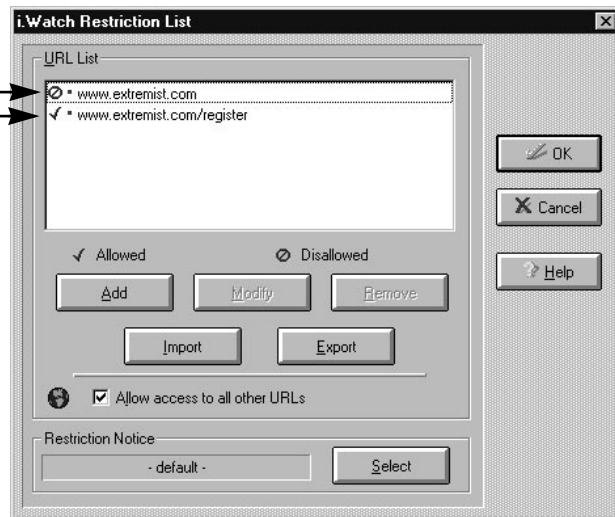 i.Watch Restriction List
URL List
www.extremist.com
www.extremist.com/register
Allowed
Disallowed
Add
Modify
Remove
Import
Export
Allow access to all other URLs
Restriction Notice
- default -
Select
OK
Cancel
Help